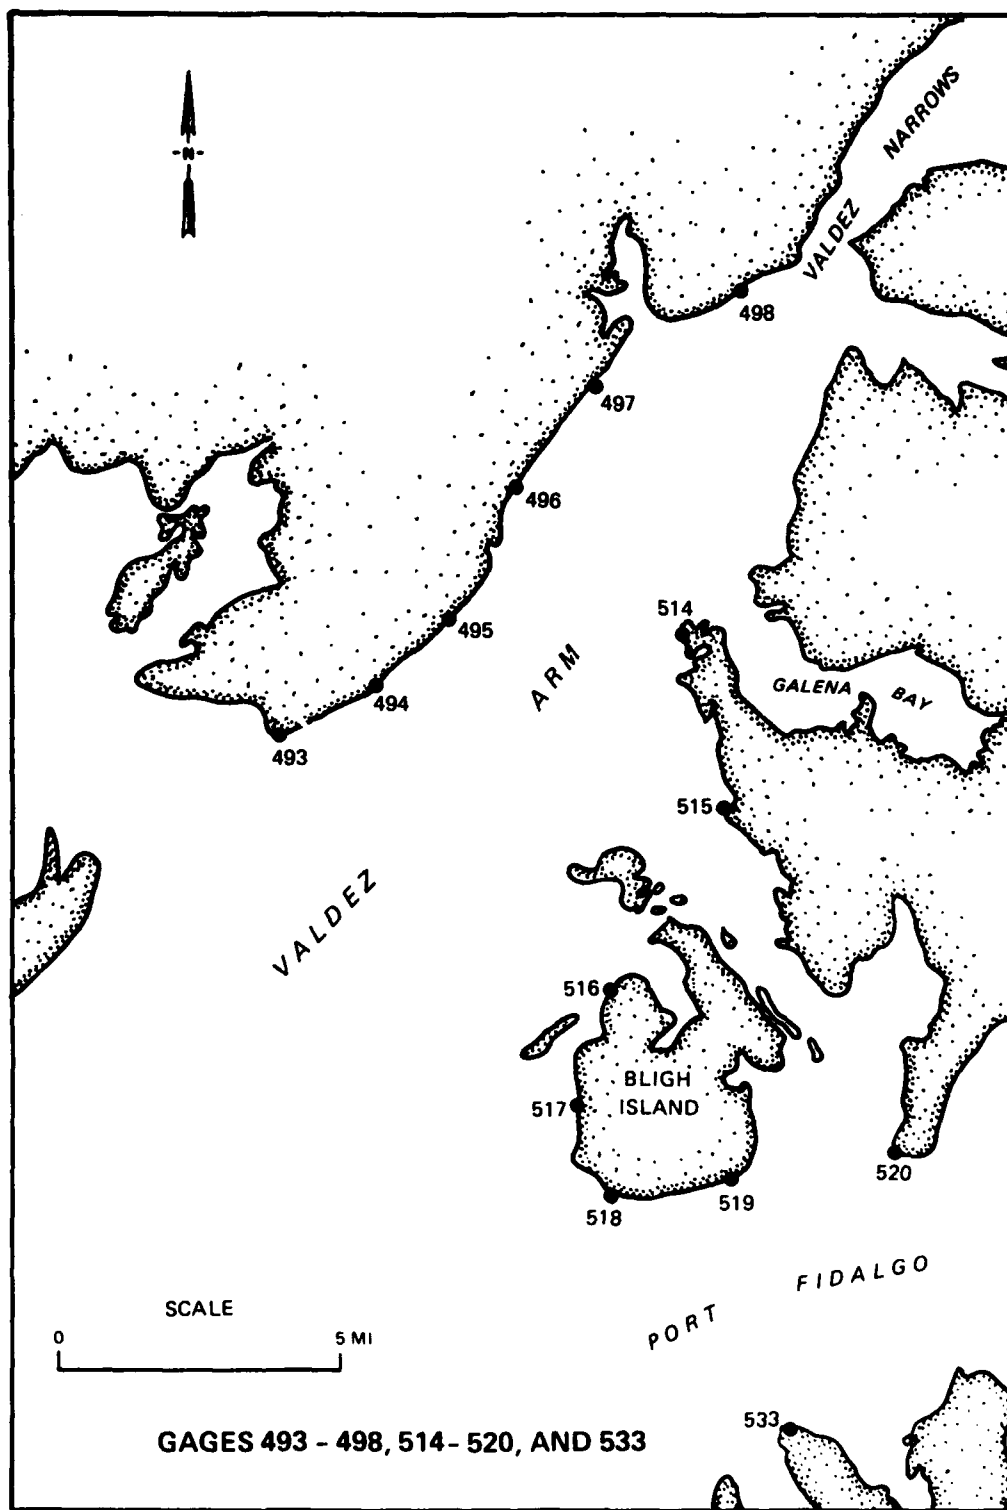 N
VALDEZ NARROWS
498
497
496
495
494
493
514
GALENA BAY
515
VALDEZ ARM
516
517
BLIGH
ISLAND
518
519
520
PORT FIDALGO
SCALE
0 5 MI
533
GAGES 493 - 498, 514 - 520, AND 533